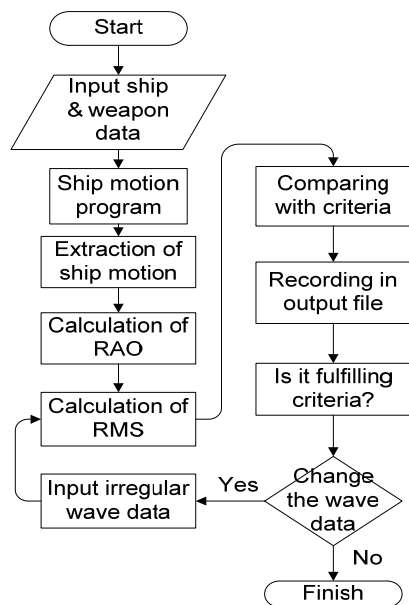 Start
Input ship
& weapon
data
Ship motion
program
Extraction of
ship motion
Calculation of
RAO
Calculation of
RMS
Input irregular
wave data
Comparing
with criteria
Recording in
output file
Is it fulfilling
criteria?
Change
the wave
data
Yes
No
Finish